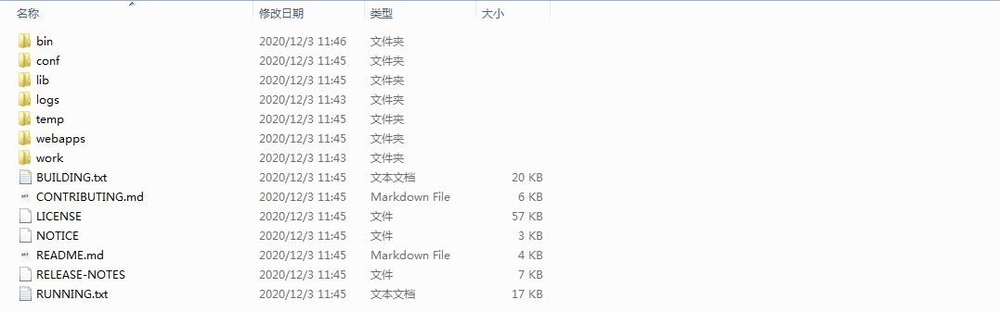 名称 修改日期 类型 大小
bin 2020/12/3 11:46 文件夹
conf 2020/12/3 11:45 文件夹
lib 2020/12/3 11:45 文件夹
logs 2020/12/3 11:43 文件夹
temp 2020/12/3 11:45 文件夹
webapps 2020/12/3 11:45 文件夹
work 2020/12/3 11:43 文件夹
BUILDING.txt 2020/12/3 11:45 文本文档 20 KB
CONTRIBUTING.md 2020/12/3 11:45 Markdown File 6 KB
LICENSE 2020/12/3 11:45 文件 57 KB
NOTICE 2020/12/3 11:45 文件 3 KB
README.md 2020/12/3 11:45 Markdown File 4 KB
RELEASE-NOTES 2020/12/3 11:45 文件 7 KB
RUNNING.txt 2020/12/3 11:45 文本文档 17 KB